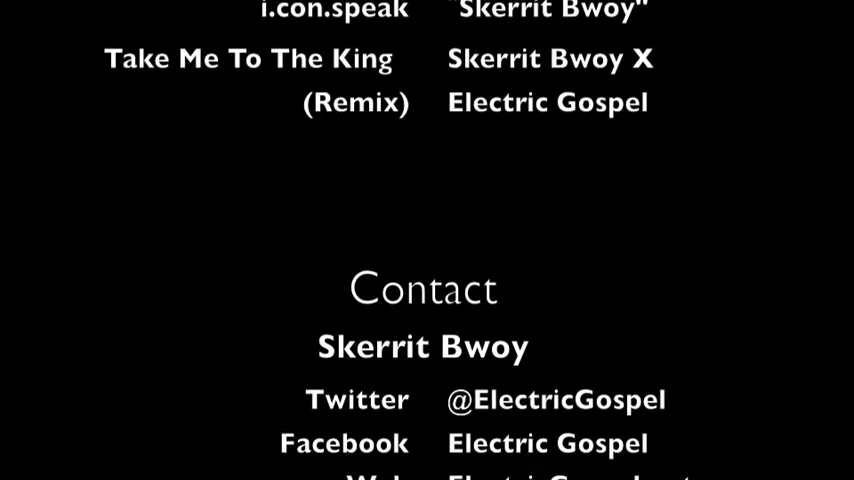 i.con.speak "Skerrit Bwoy"
Take Me To The King Skerrit Bwoy X
(Remix) Electric Gospel
Contact
Skerrit Bwoy
Twitter @ElectricGospel
Facebook Electric Gospel